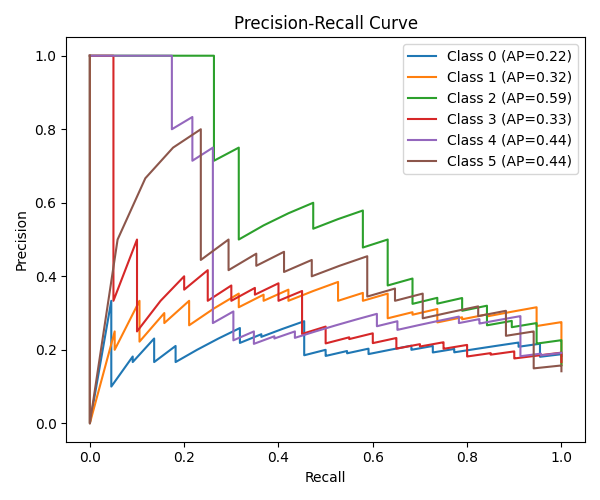 Precision-Recall Curve
Class 0 (AP=0.22)
Class 1 (AP=0.32)
Class 2 (AP=0.59)
Class 3 (AP=0.33)
Class 4 (AP=0.44)
Class 5 (AP=0.44)
Precision
1.0
0.8
0.6
0.4
0.2
0.0
0.0 0.2 0.4 0.6 0.8 1.0
Recall